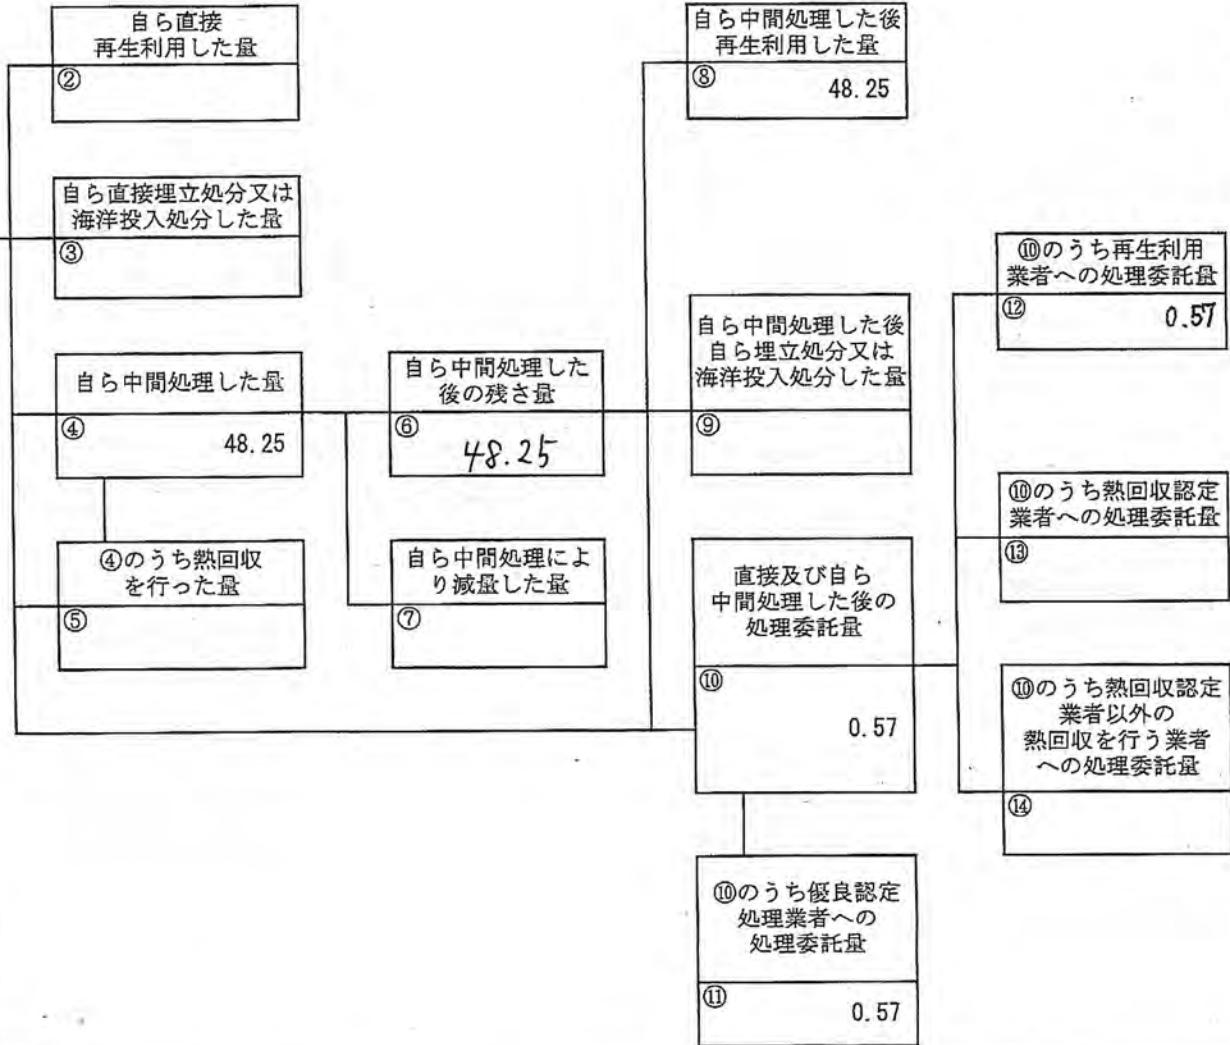 自ら直接
再生利用した量
②
自ら直接埋立処分又は
海洋投入処分した量
③
自ら中間処理した量
④
48.25
④のうち熱回収
を行った量
⑤
自ら中間処理した
後の残さ量
⑥
48.25
自ら中間処理によ
り減量した量
⑦
自ら中間処理した後
再生利用した量
⑧
48.25
自ら中間処理した後
自ら埋立処分又は
海洋投入処分した量
⑨
直接及び自ら
中間処理した後の
処理委託量
⑩
0.57
⑩のうち優良認定
処理業者への
処理委託量
⑪
0.57
⑩のうち再生利用
業者への処理委託量
⑫
0.57
⑩のうち熱回収認定
業者への処理委託量
⑬
⑩のうち熱回収認定
業者以外の
熱回収を行う業者
への処理委託量
⑭